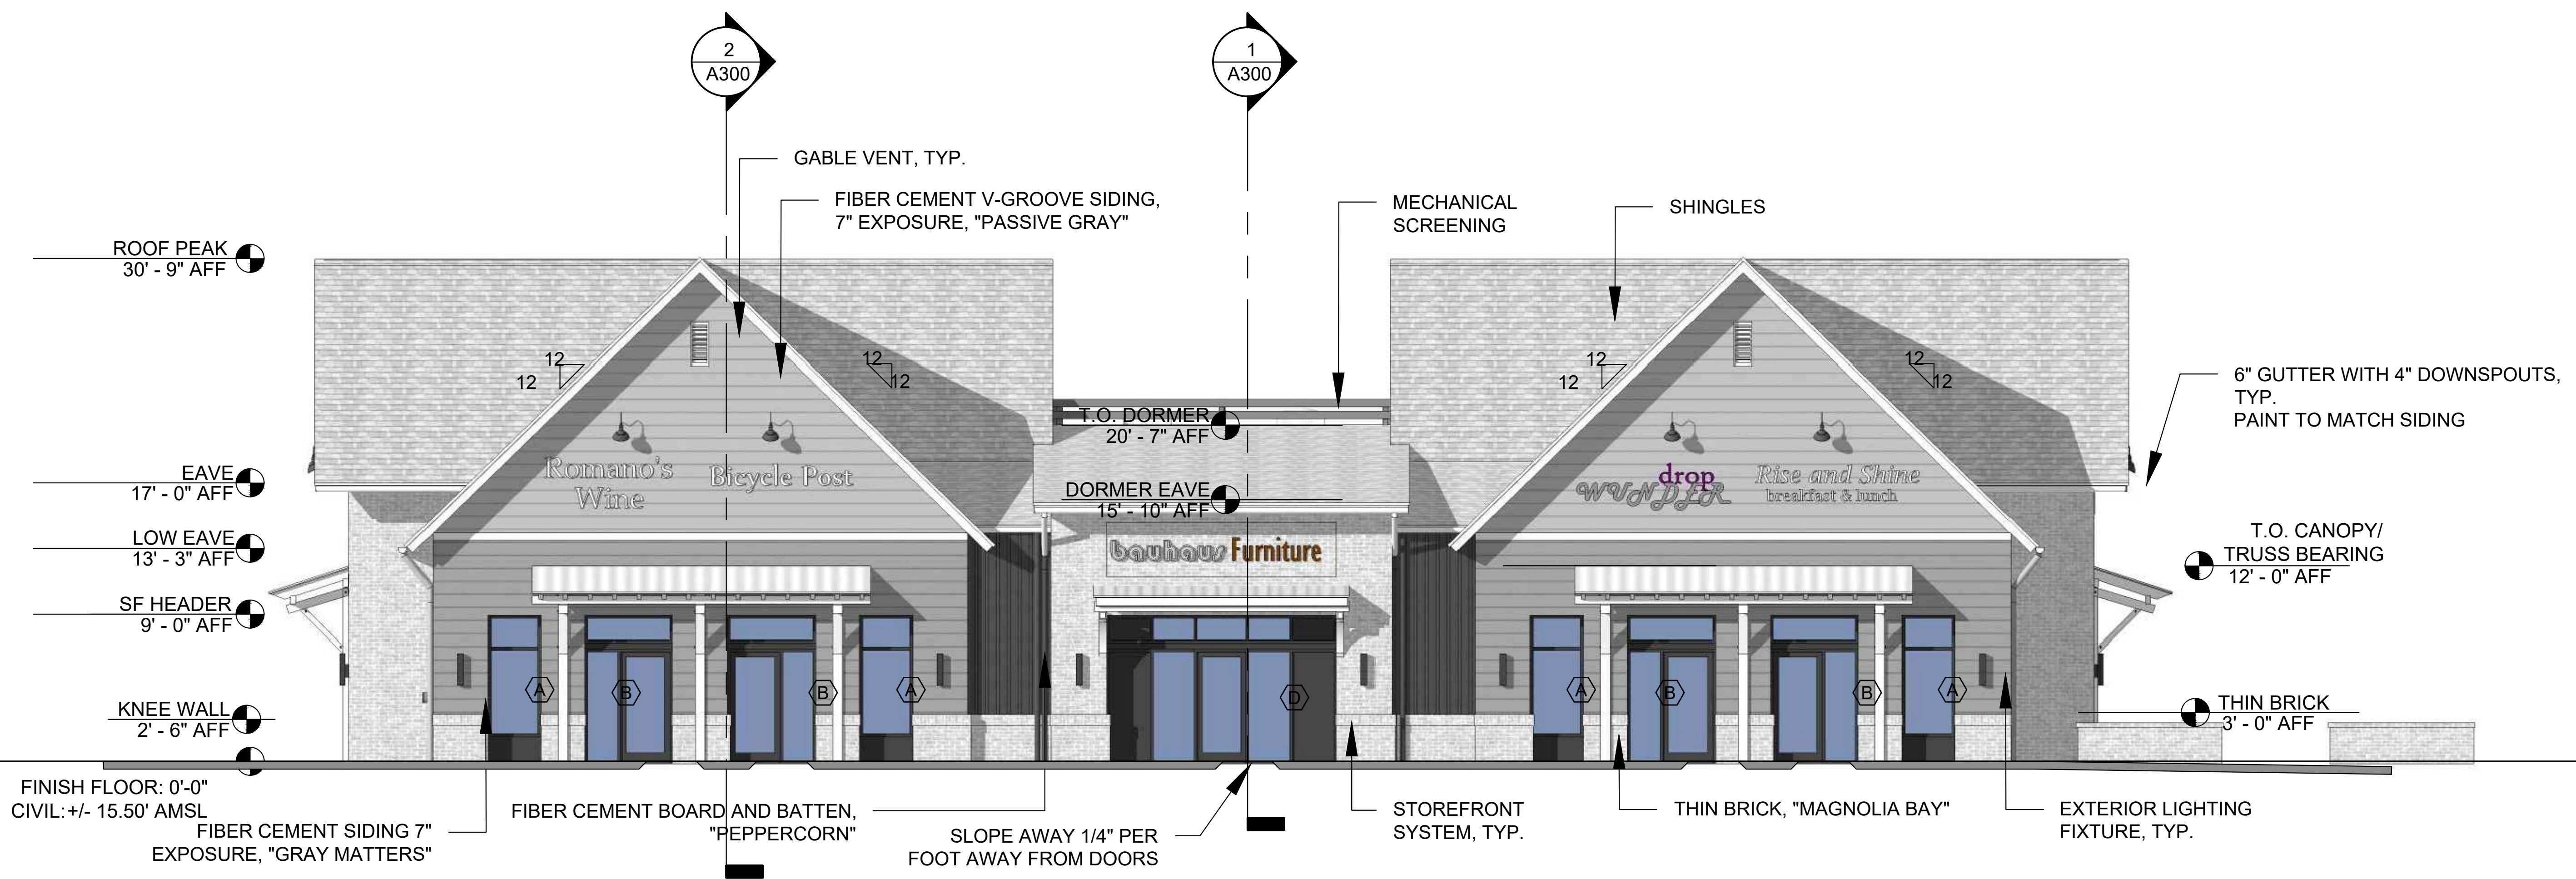 2
A300
1
A300
GABLE VENT, TYP.
FIBER CEMENT V-GROOVE SIDING,
7" EXPOSURE, "PASSIVE GRAY"
MECHANICAL
SCREENING
SHINGLES
ROOF PEAK
30' - 9" AFF
12
12
12
12
12
12
12
12
6" GUTTER WITH 4" DOWNSPOUTS,
TYP.
PAINT TO MATCH SIDING
T.O. DORMER
20' - 7" AFF
EAVE
17' - 0" AFF
Romano's
Wine
Bicycle Post
DORMER EAVE
15' - 10" AFF
drop
WUNDER
Rise and Shine
breakfast & lunch
LOW EAVE
13' - 3" AFF
bauhaus Furniture
T.O. CANOPY/
TRUSS BEARING
12' - 0" AFF
SF HEADER
9' - 0" AFF
A
B
B
A
D
A
B
B
A
KNEE WALL
2' - 6" AFF
THIN BRICK
3' - 0" AFF
FINISH FLOOR: 0'-0"
CIVIL:+/- 15.50' AMSL
FIBER CEMENT SIDING 7"
EXPOSURE, "GRAY MATTERS"
FIBER CEMENT BOARD AND BATTEN,
"PEPPERCORN"
SLOPE AWAY 1/4" PER
FOOT AWAY FROM DOORS
STOREFRONT
SYSTEM, TYP.
THIN BRICK, "MAGNOLIA BAY"
EXTERIOR LIGHTING
FIXTURE, TYP.